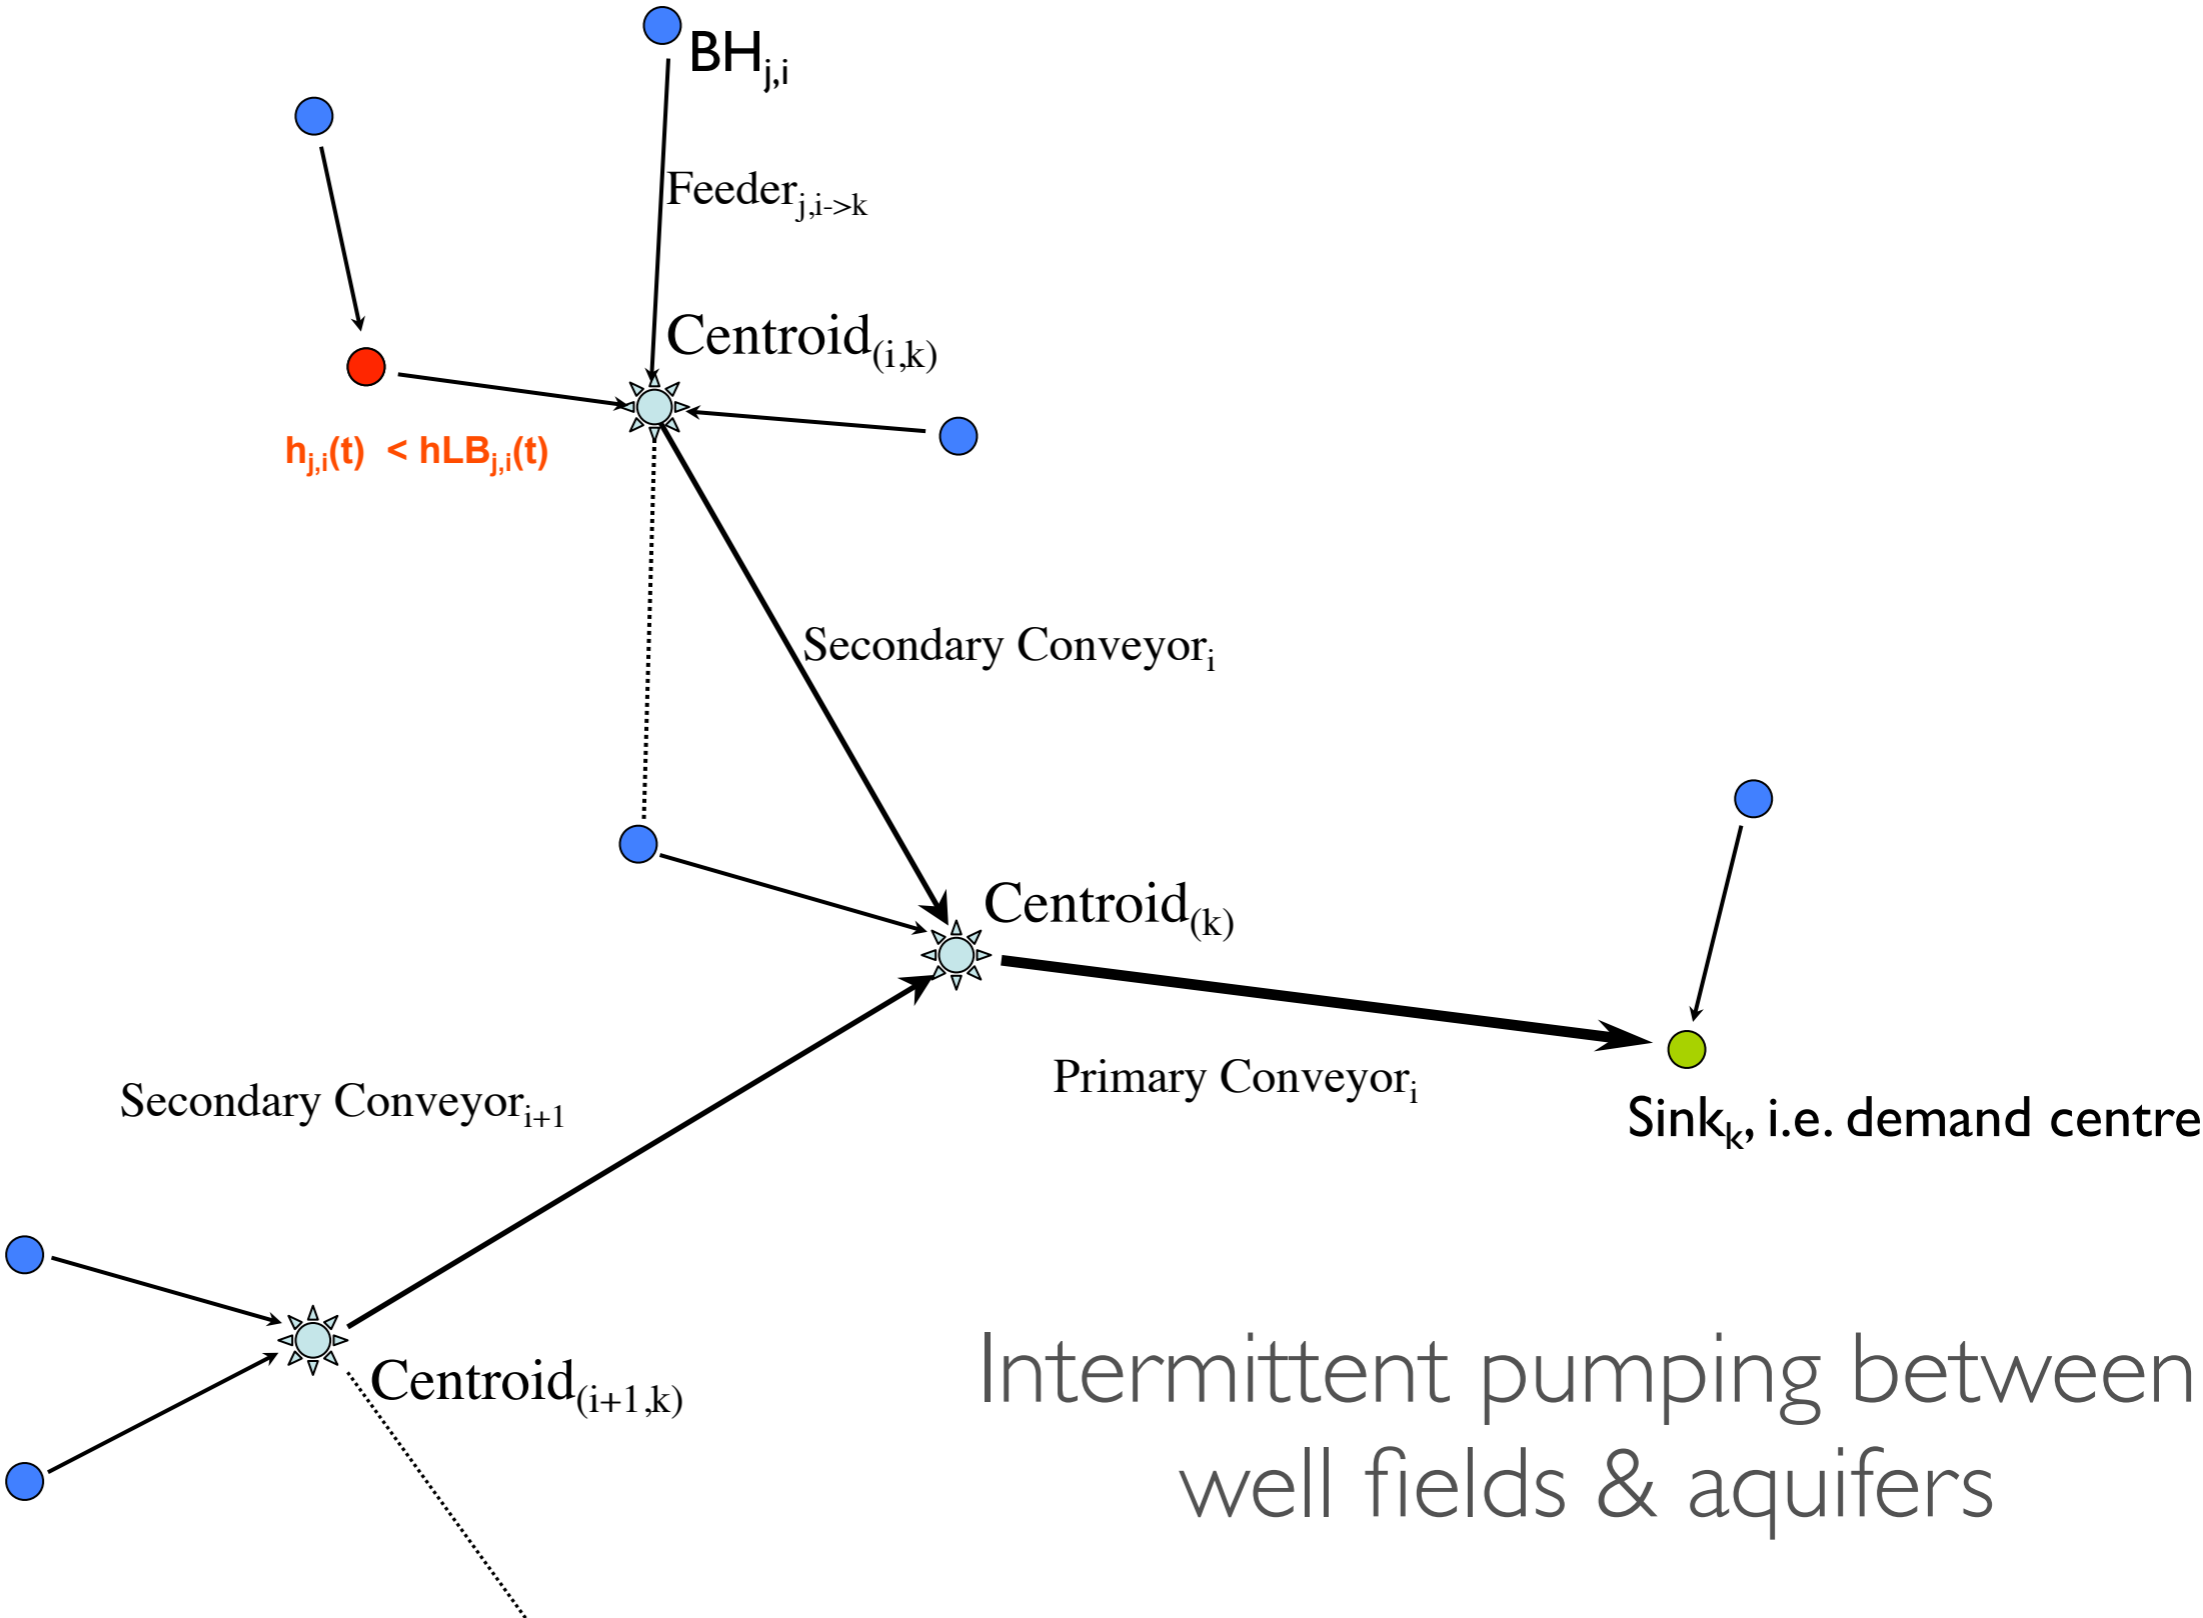 BHj,i
Feederj,i->k
Centroid(i,k)
hj,i(t) < hLBj,i(t)
Secondary Conveyori
Centroid(k)
Primary Conveyori
Secondary Conveyori+1
Sinkk, i.e. demand centre
Centroid(i+1,k)
Intermittent pumping between
well fields & aquifers